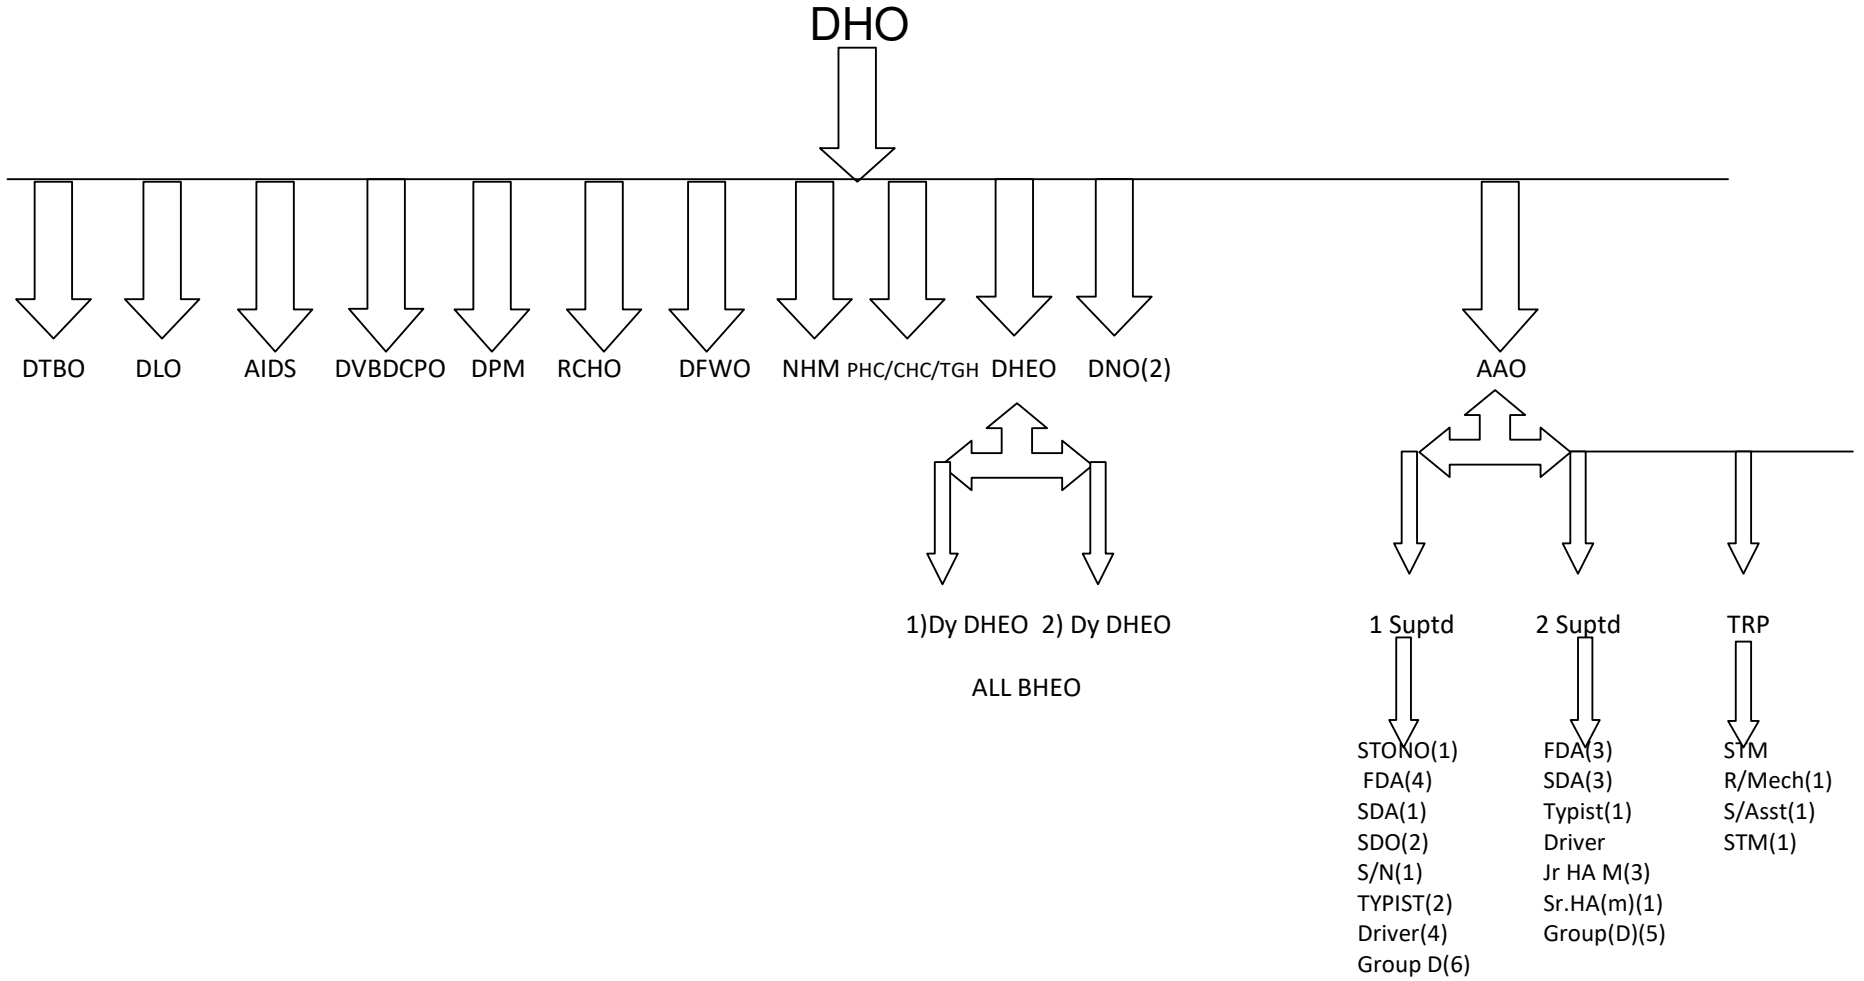 DHO
DTBO DLO AIDS DVBDCPO DPM RCHO DFWO NHM PHC/CHC/TGH DHEO DNO(2) AAO
1)Dy DHEO 2) Dy DHEO 1 Suptd 2 Suptd TRP
ALL BHEO
STONO(1) FDA(3) STM
FDA(4) SDA(3) R/Mech(1)
SDA(1) Typist(1) S/Asst(1)
SDO(2) Driver STM(1)
S/N(1) Jr HA M(3)
TYPIST(2) Sr.HA(m)(1)
Driver(4) Group(D)(5)
Group D(6)